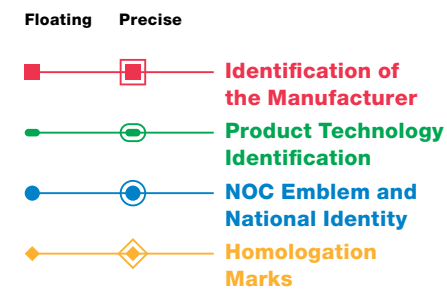 Floating Precise
Identification of
the Manufacturer
Product Technology
Identification
NOC Emblem and
National Identity
Homologation
Marks